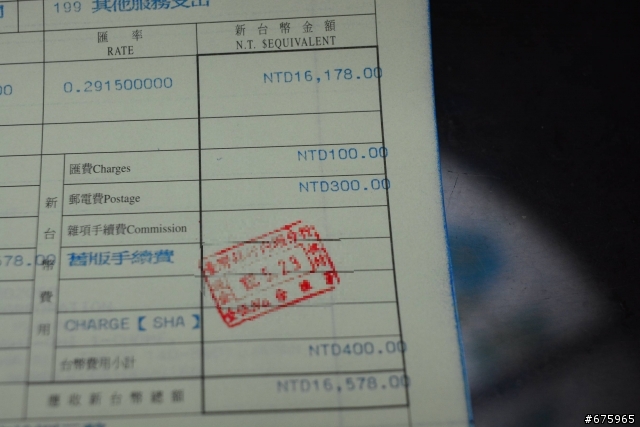 199 其他服務支出
匯 率
RATE
新 台 幣 金 額
N.T. $EQUIVALENT
0.291500000
NTD16,178.00
匯費Charges
NTD100.00
郵電費Postage
NTD300.00
雜項手續費Commission
新台幣費用
578.00
舊版手續費
CHARGE【 SHA 】
台幣費用小計
NTD400.00
應 收 新 台 幣 總 額
NTD16,578.00
#675965